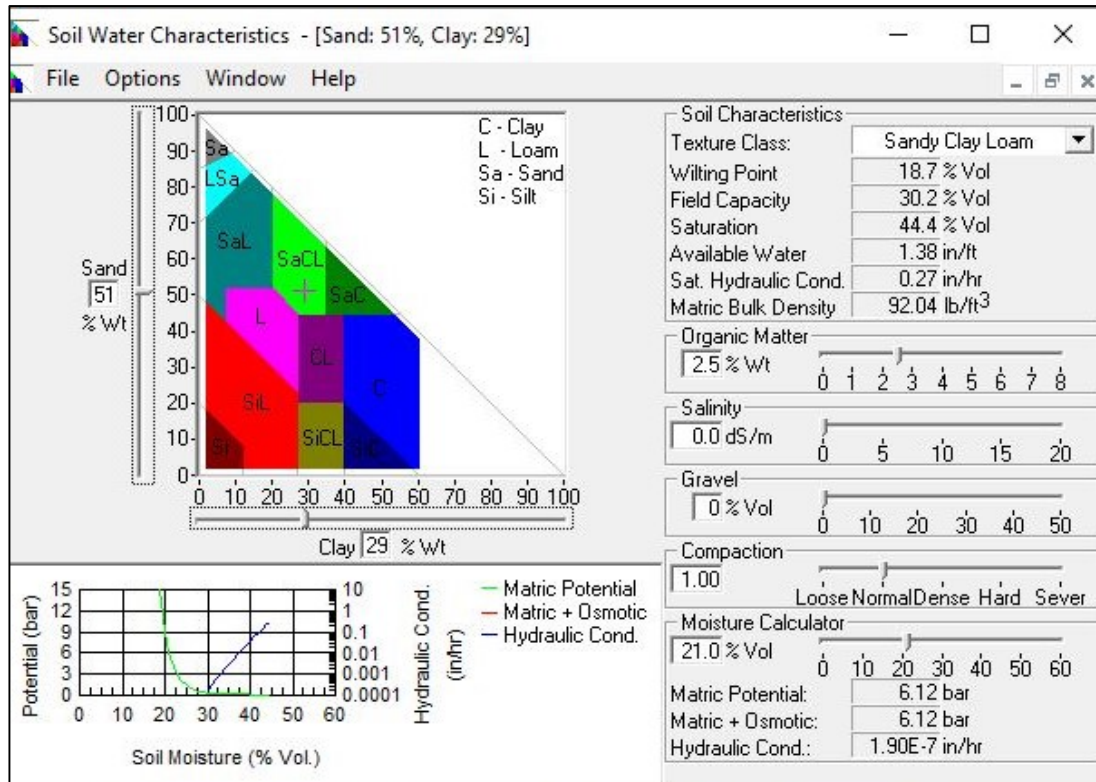 Soil Water Characteristics - [Sand: 51%, Clay: 29%]
File Options Window Help
C - Clay
L - Loam
Sa - Sand
Si - Silt
100
90
80
70
60
50
40
30
20
10
0
Sand
51
% Wt
Sa
LSa
SaL
SaCL
SaC
L
CL
C
SiL
SiCL
Si
SiC
0 10 20 30 40 50 60 70 80 90 100
Clay 29 % Wt
Soil Characteristics
Texture Class: Sandy Clay Loam
Wilting Point 18.7 % Vol
Field Capacity 30.2 % Vol
Saturation 44.4 % Vol
Available Water 1.38 in/ft
Sat. Hydraulic Cond. 0.27 in/hr
Matric Bulk Density 92.04 lb/ft3
Organic Matter
2.5 % Wt
0 1 2 3 4 5 6 7 8
Salinity
0.0 dS/m
0 5 10 15 20
Gravel
0 % Vol
0 10 20 30 40 50
Compaction
1.00
Loose Normal Dense Hard Sever
Moisture Calculator
21.0 % Vol
0 10 20 30 40 50 60
Matric Potential: 6.12 bar
Matric + Osmotic: 6.12 bar
Hydraulic Cond.: 1.90E-7 in/hr
Potential (bar)
15
12
9
6
3
0
10
1
0.1
0.01
0.001
0.0001
Hydraulic Cond.
(in/hr)
0 10 20 30 40 50 60
Soil Moisture (% Vol.)
Matric Potential
Matric + Osmotic
Hydraulic Cond.